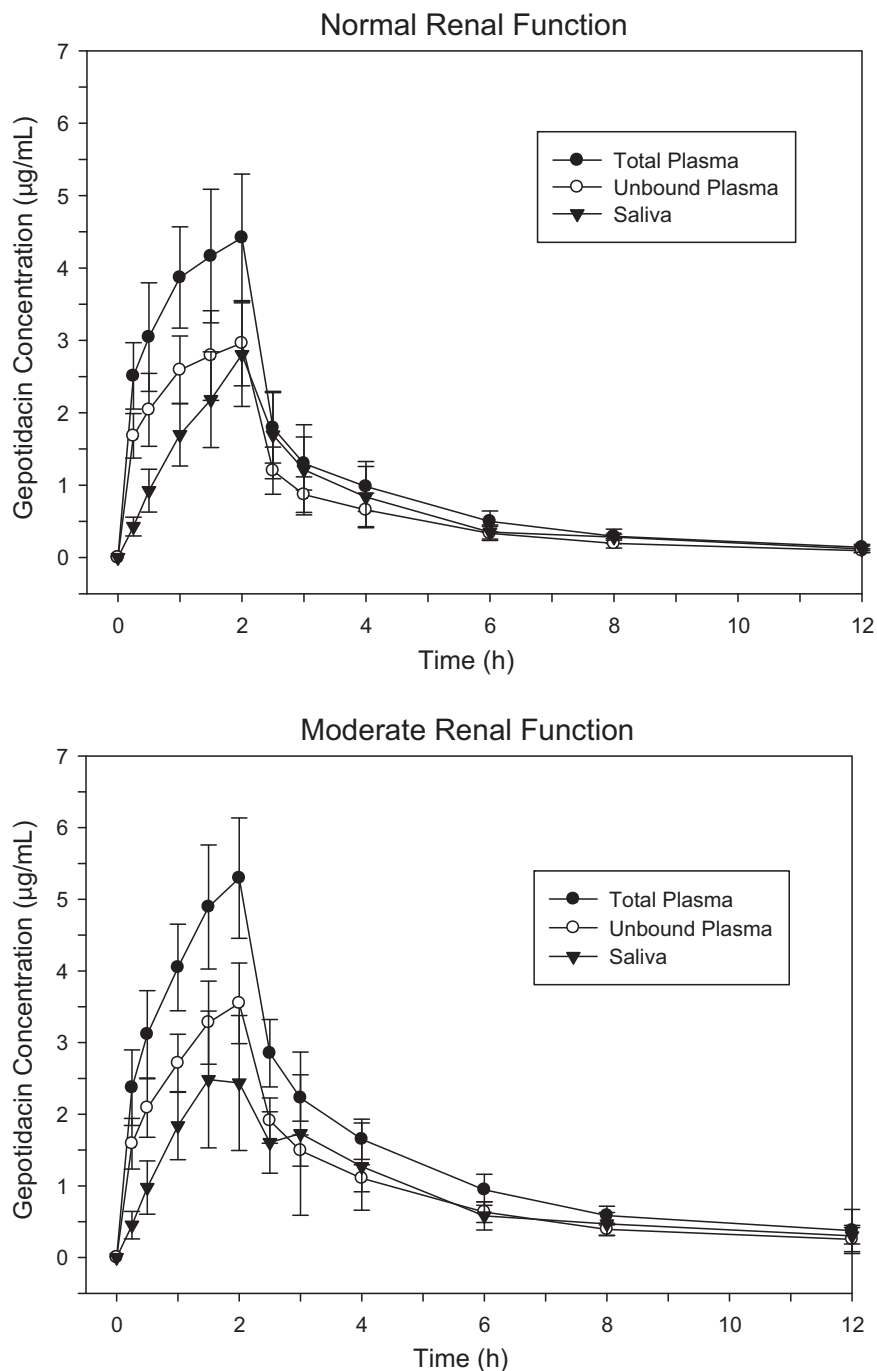 Normal Renal Function
7
6
5
4
3
2
1
0
Gepotidacin Concentration (µg/mL)
Total Plasma
Unbound Plasma
Saliva
0 2 4 6 8 10 12
Time (h)
Moderate Renal Function
7
6
5
4
3
2
1
0
Gepotidacin Concentration (µg/mL)
Total Plasma
Unbound Plasma
Saliva
0 2 4 6 8 10 12
Time (h)